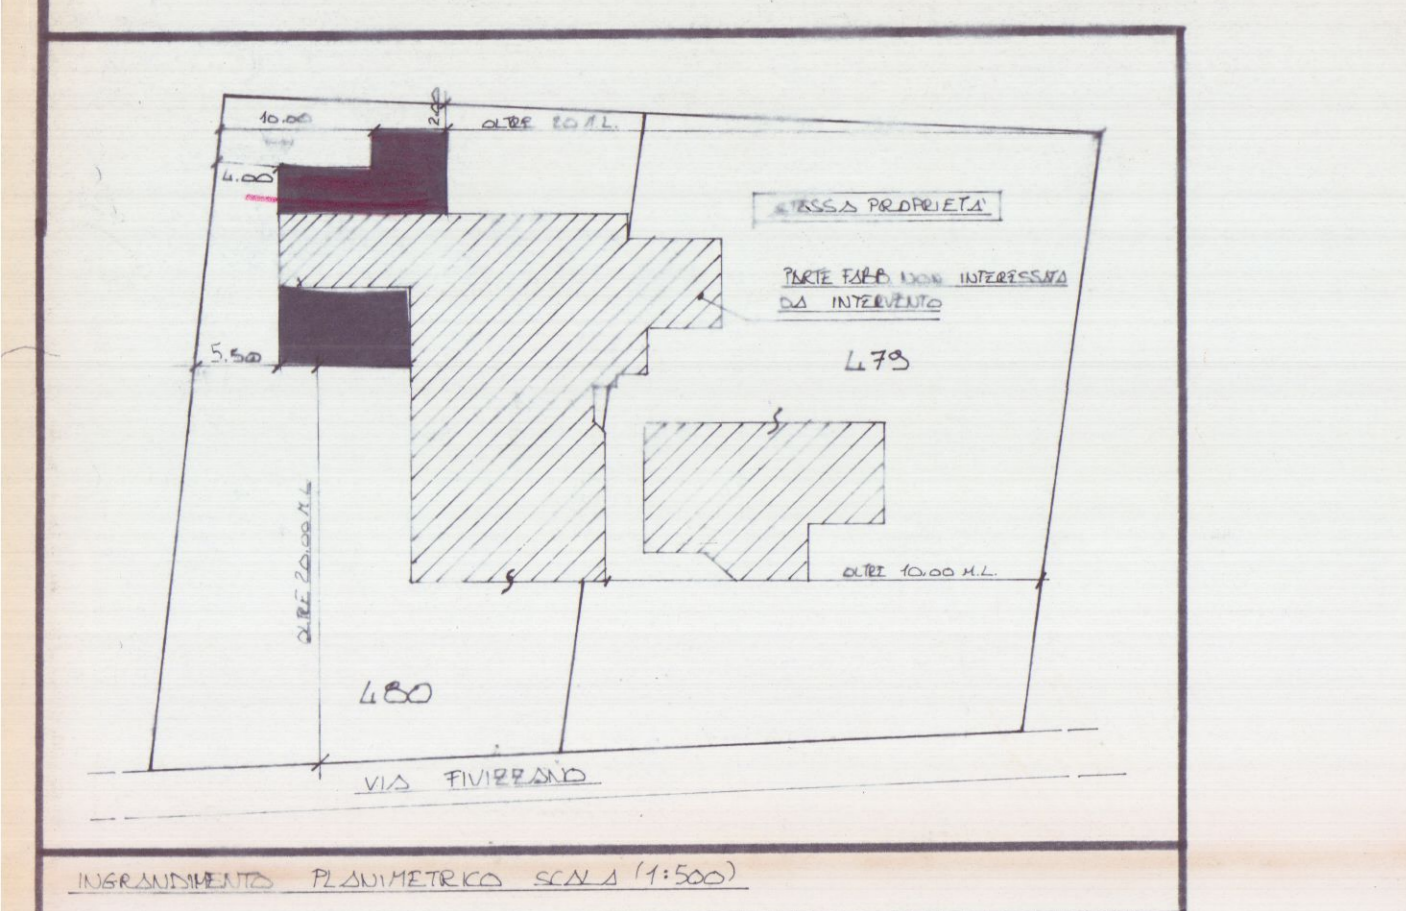 10.00
2.00
OLTRE 20 M.L.
4.00
STESSA PROPRIETA'
PARTE FABB. NON INTERESSATA
DA INTERVENTO
5.50
479
OLTRE 20.00 M.L
OLTRE 10.00 M.L.
480
VIA FIVIZZANO
INGRANDIMENTO PLANIMETRICO SCALA (1:500)